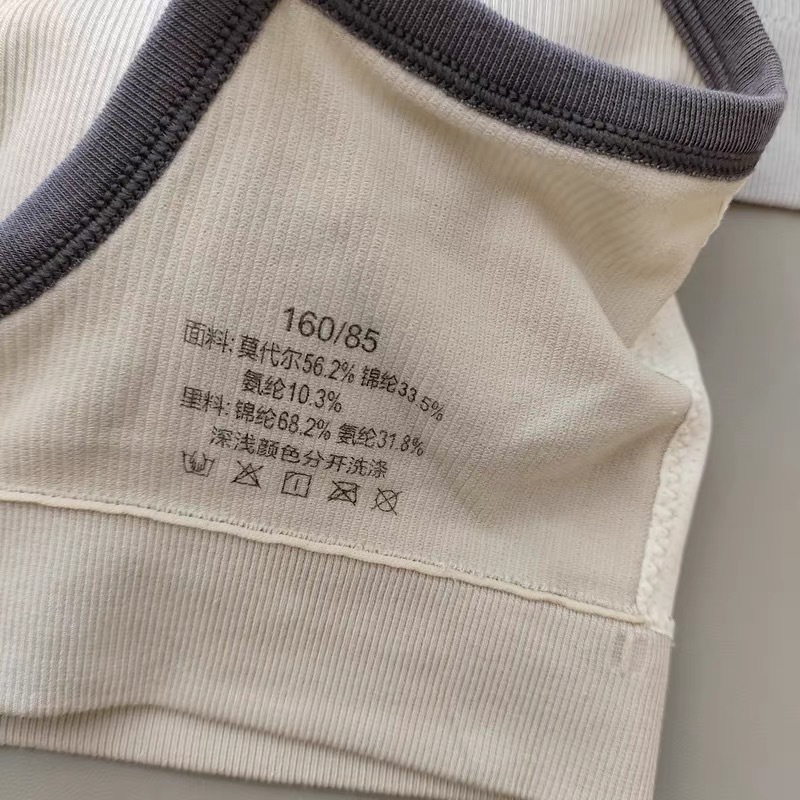 160/85
面料:莫代尔56.2% 锦纶33.5%
氨纶10.3%
里料:锦纶68.2% 氨纶31.8%
深浅颜色分开洗涤